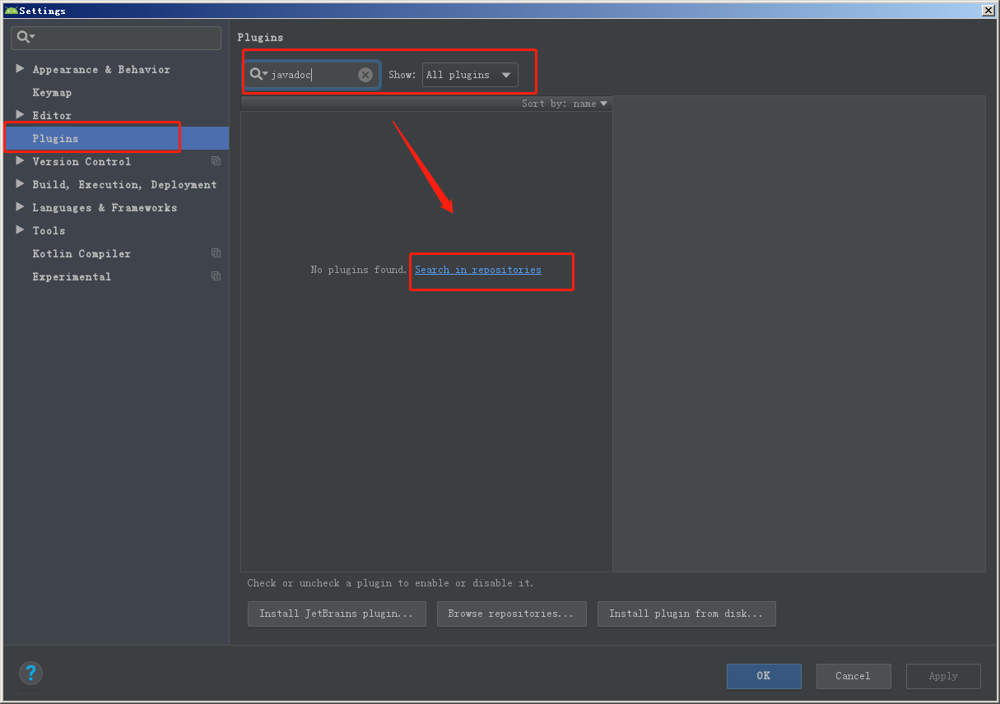 Settings
Plugins
javadoc Show: All plugins
Sort by: name
Appearance & Behavior
Keymap
Editor
Plugins
Version Control
Build, Execution, Deployment
Languages & Frameworks
Tools
Kotlin Compiler
Experimental
No plugins found. Search in repositories
Check or uncheck a plugin to enable or disable it.
Install JetBrains plugin... Browse repositories... Install plugin from disk...
? OK Cancel Apply